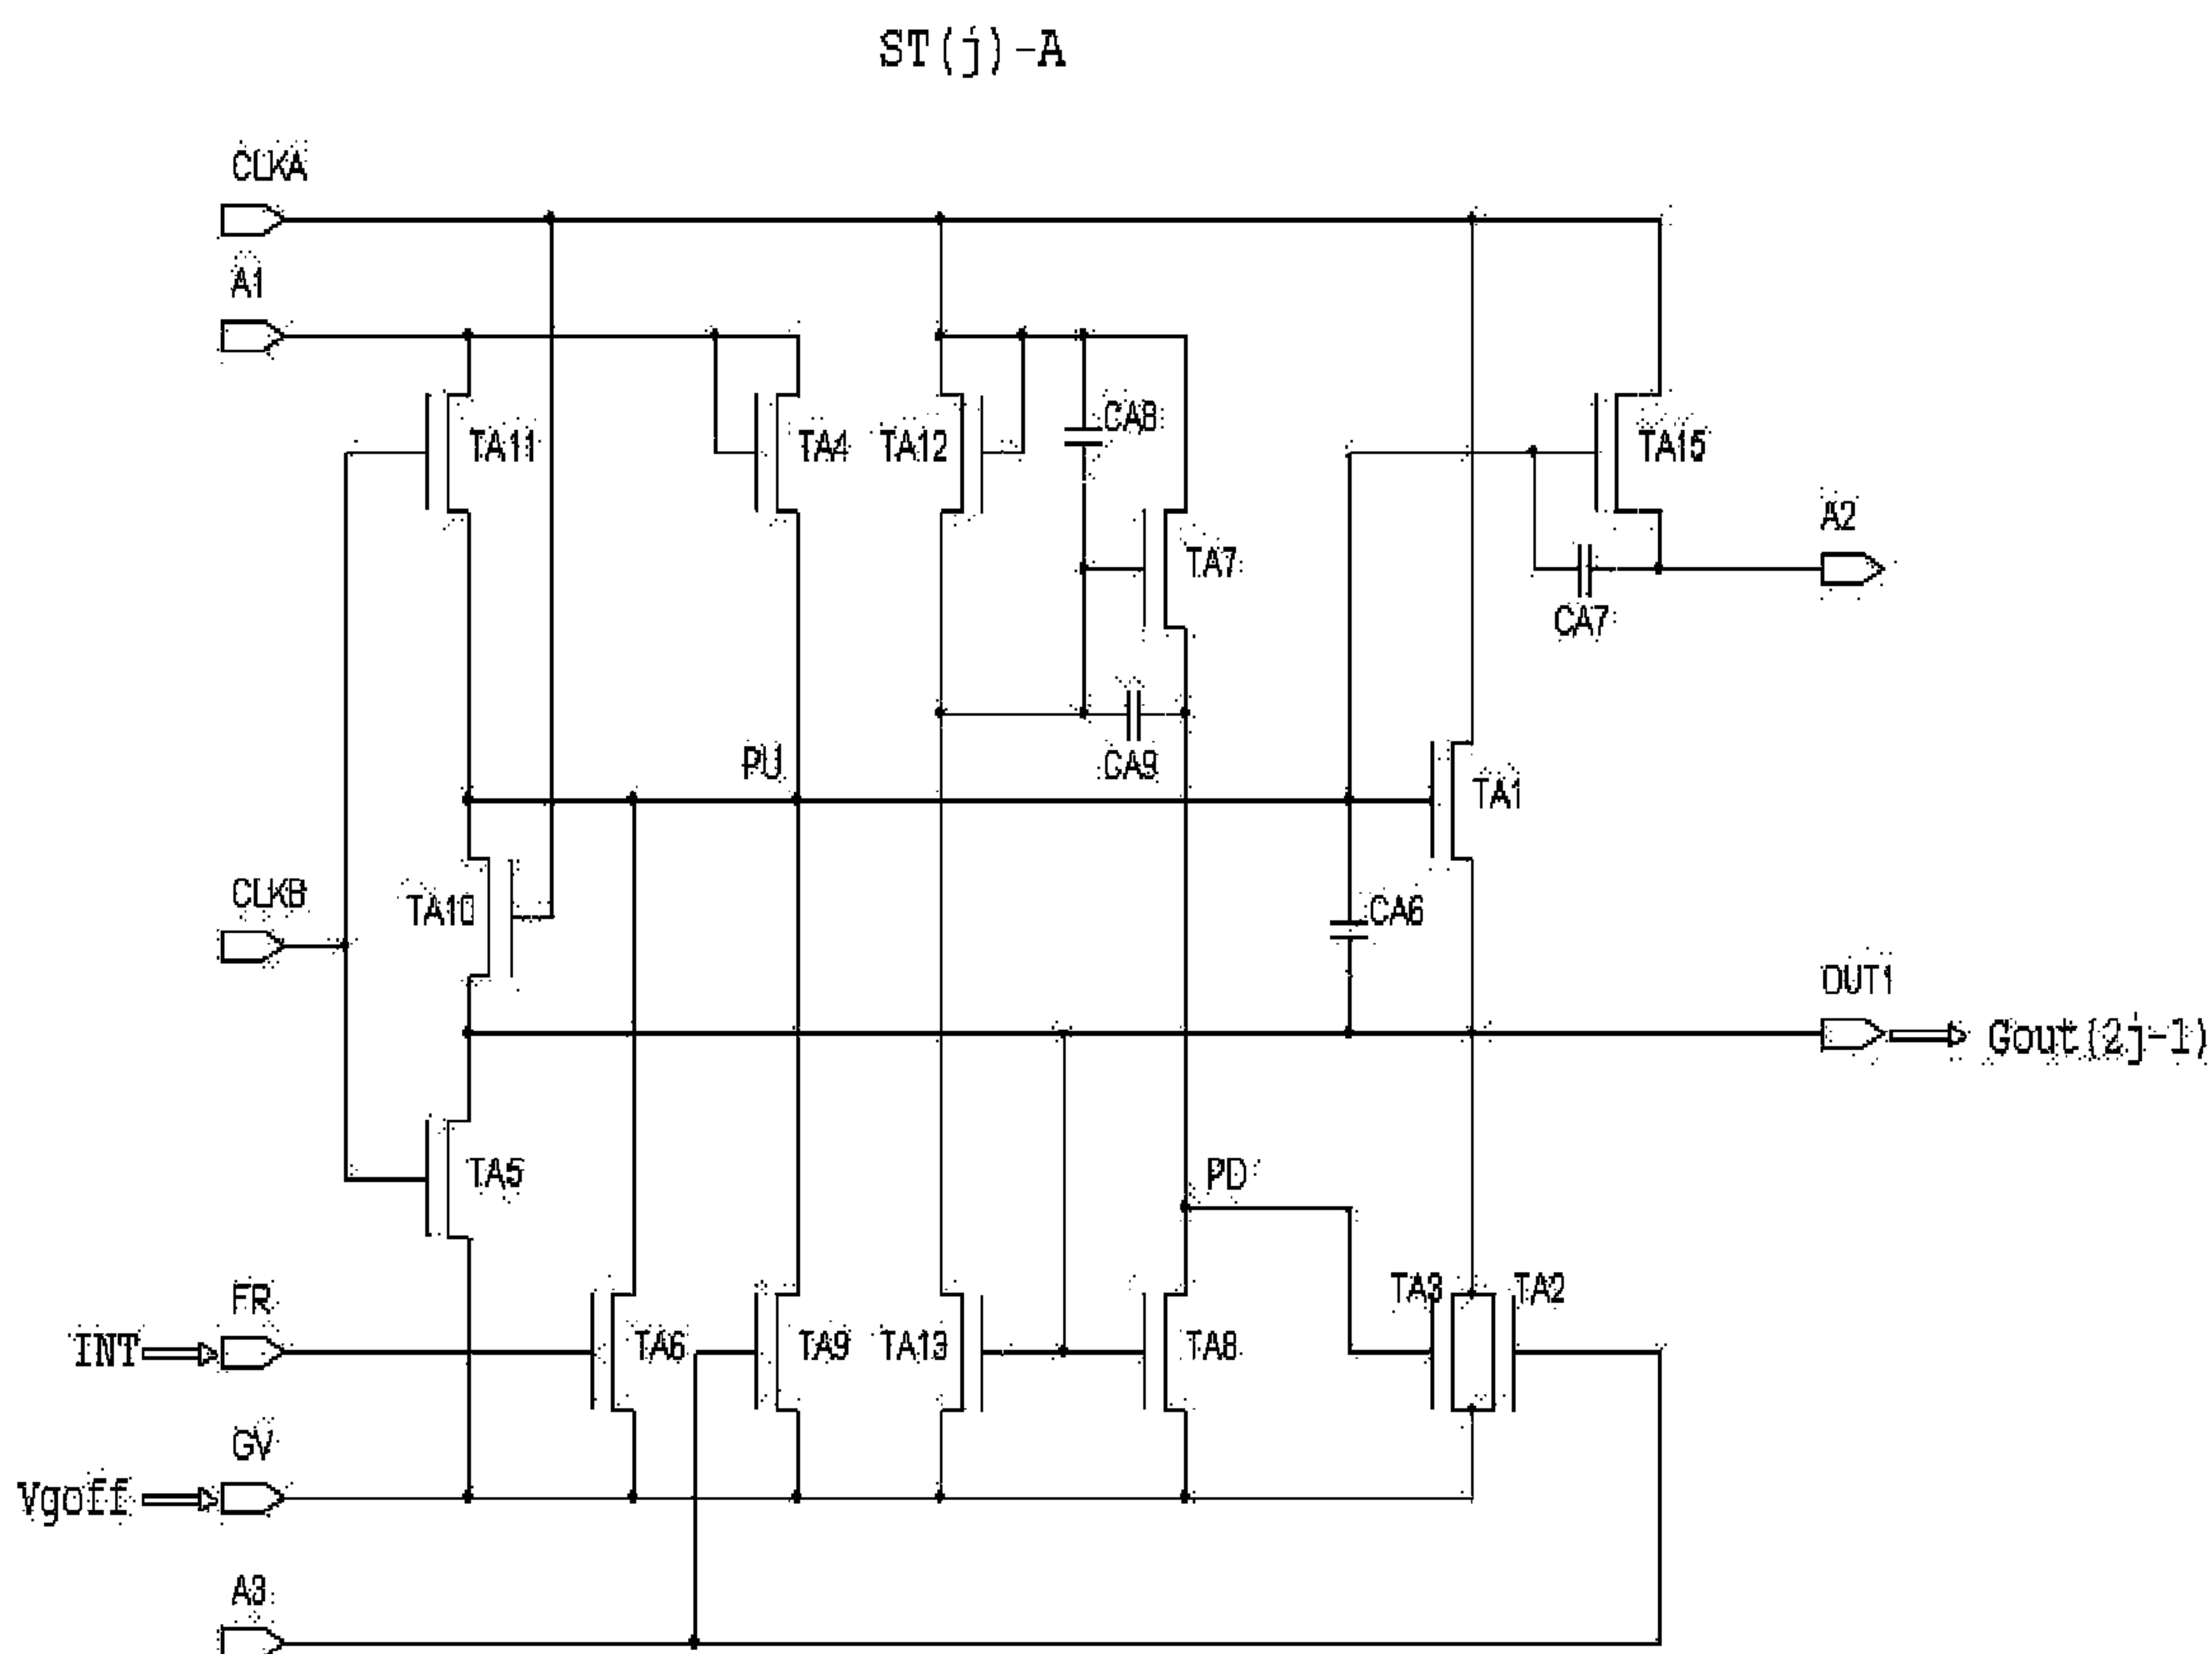 ST(j)-A
CLKA
A1
TA11
TA4
TA12
CA8
TA15
A2
TA7
CA7
PU
CA9
TA1
CLKB
TA10
CA6
OUT1
Gout(2j-1)
TA5
PD
FR
TA3
TA2
INT
TA6
TA9
TA13
TA8
GV
Vgoff
A3